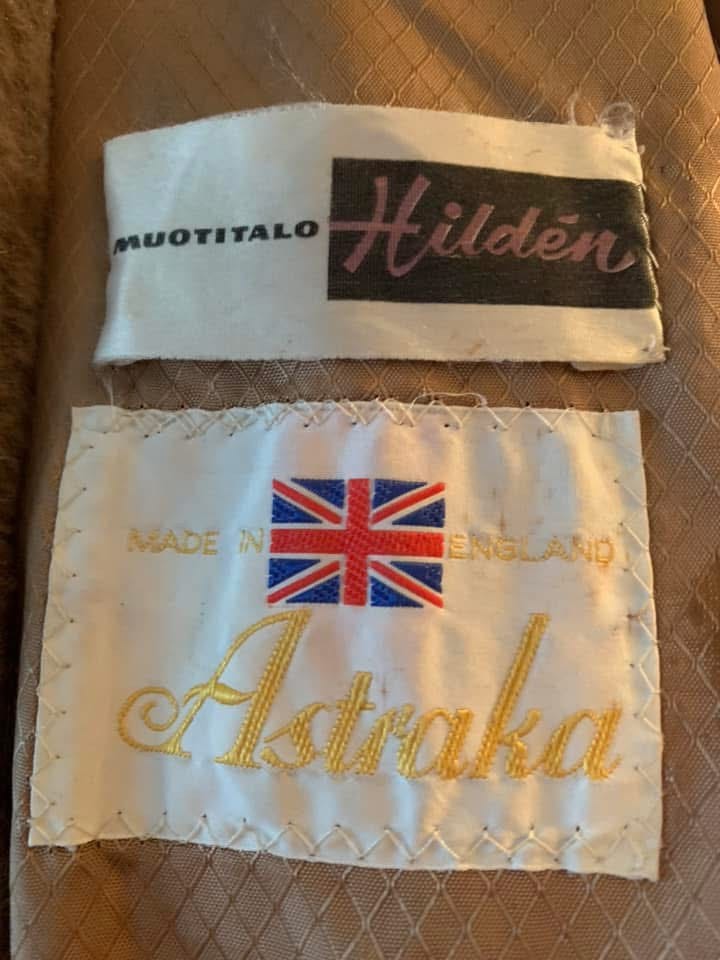 MUOTITALO Hildén
MADE IN ENGLAND
Astraka